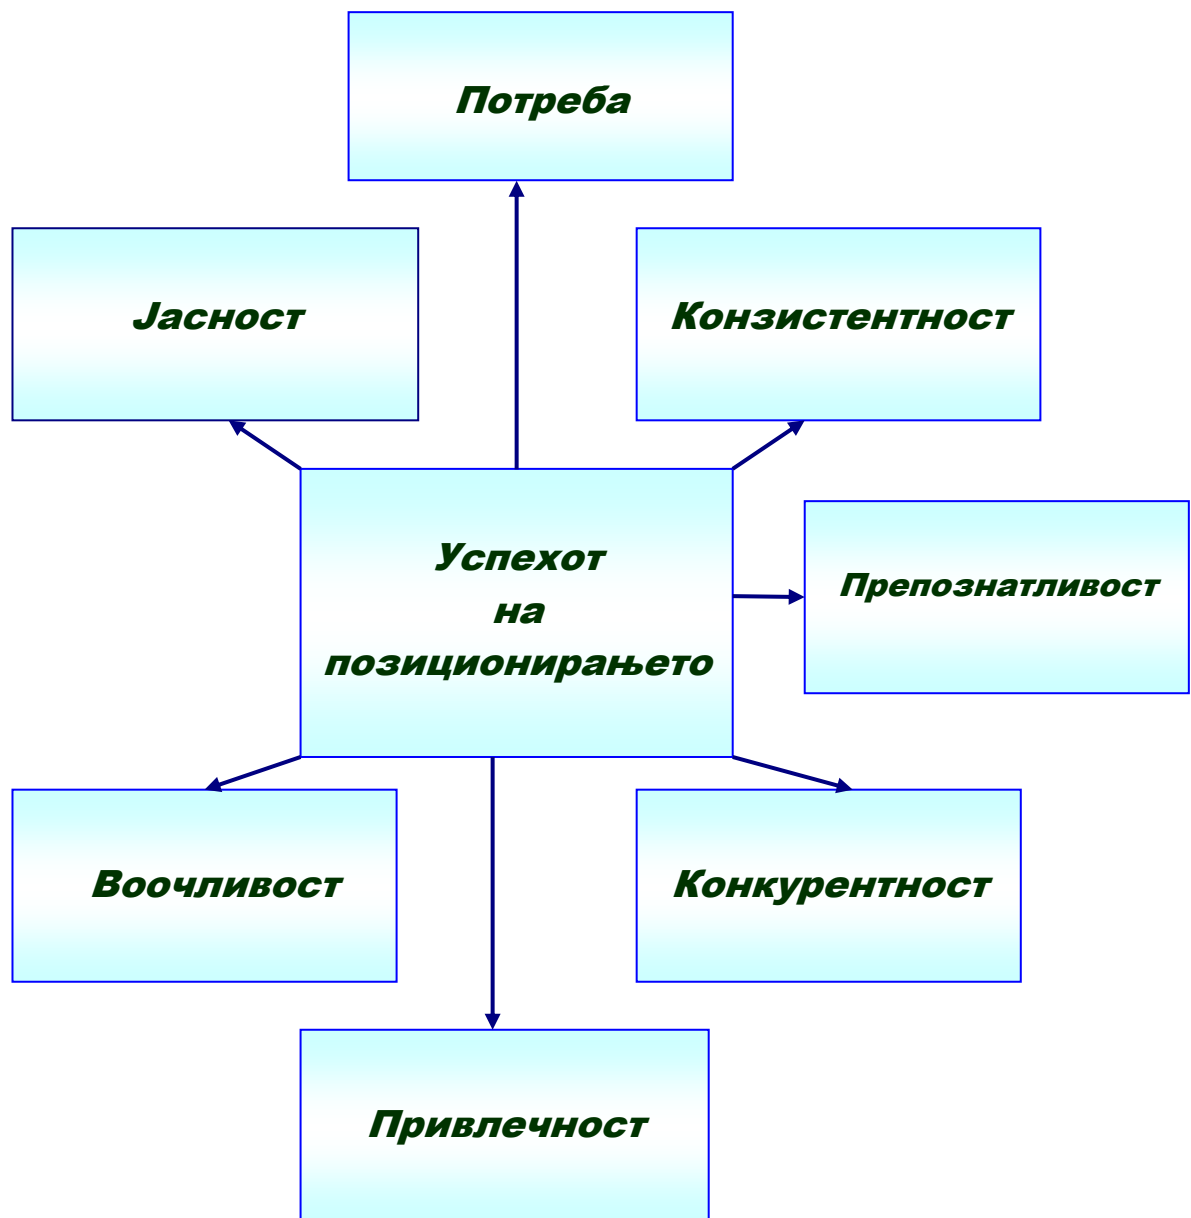 Потреба
Јасност
Конзистентност
Успехот
на
позиционирањето
Препознатливост
Воочливост
Конкурентност
Привлечност